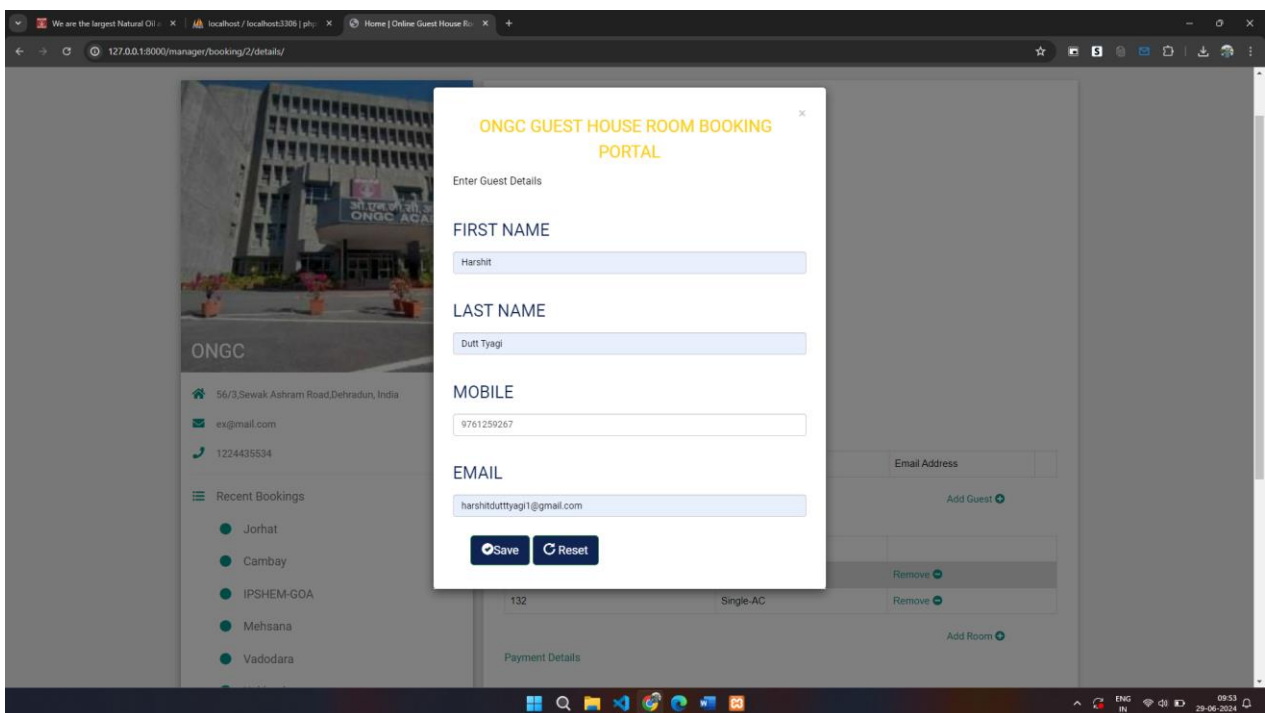 We are the largest Natural Oil a
localhost / localhost:3306 | php
Home | Online Guest House Ro
127.0.0.1:8000/manager/booking/2/details/
ONGC GUEST HOUSE ROOM BOOKING
PORTAL
Enter Guest Details
FIRST NAME
Harshit
LAST NAME
Dutt Tyagi
MOBILE
9761259267
EMAIL
harshitdutttyagi1@gmail.com
Save
Reset
ओ.एन.जी.सी.
ONGC ACA
ONGC
56/3,Sewak Ashram Road,Dehradun, India
ex@mail.com
1224435534
Recent Bookings
Jorhat
Cambay
IPSHEM-GOA
Mehsana
Vadodara
Email Address
Add Guest
Remove
132 Single-AC Remove
Add Room
Payment Details
ENG
IN
09:53
29-06-2024